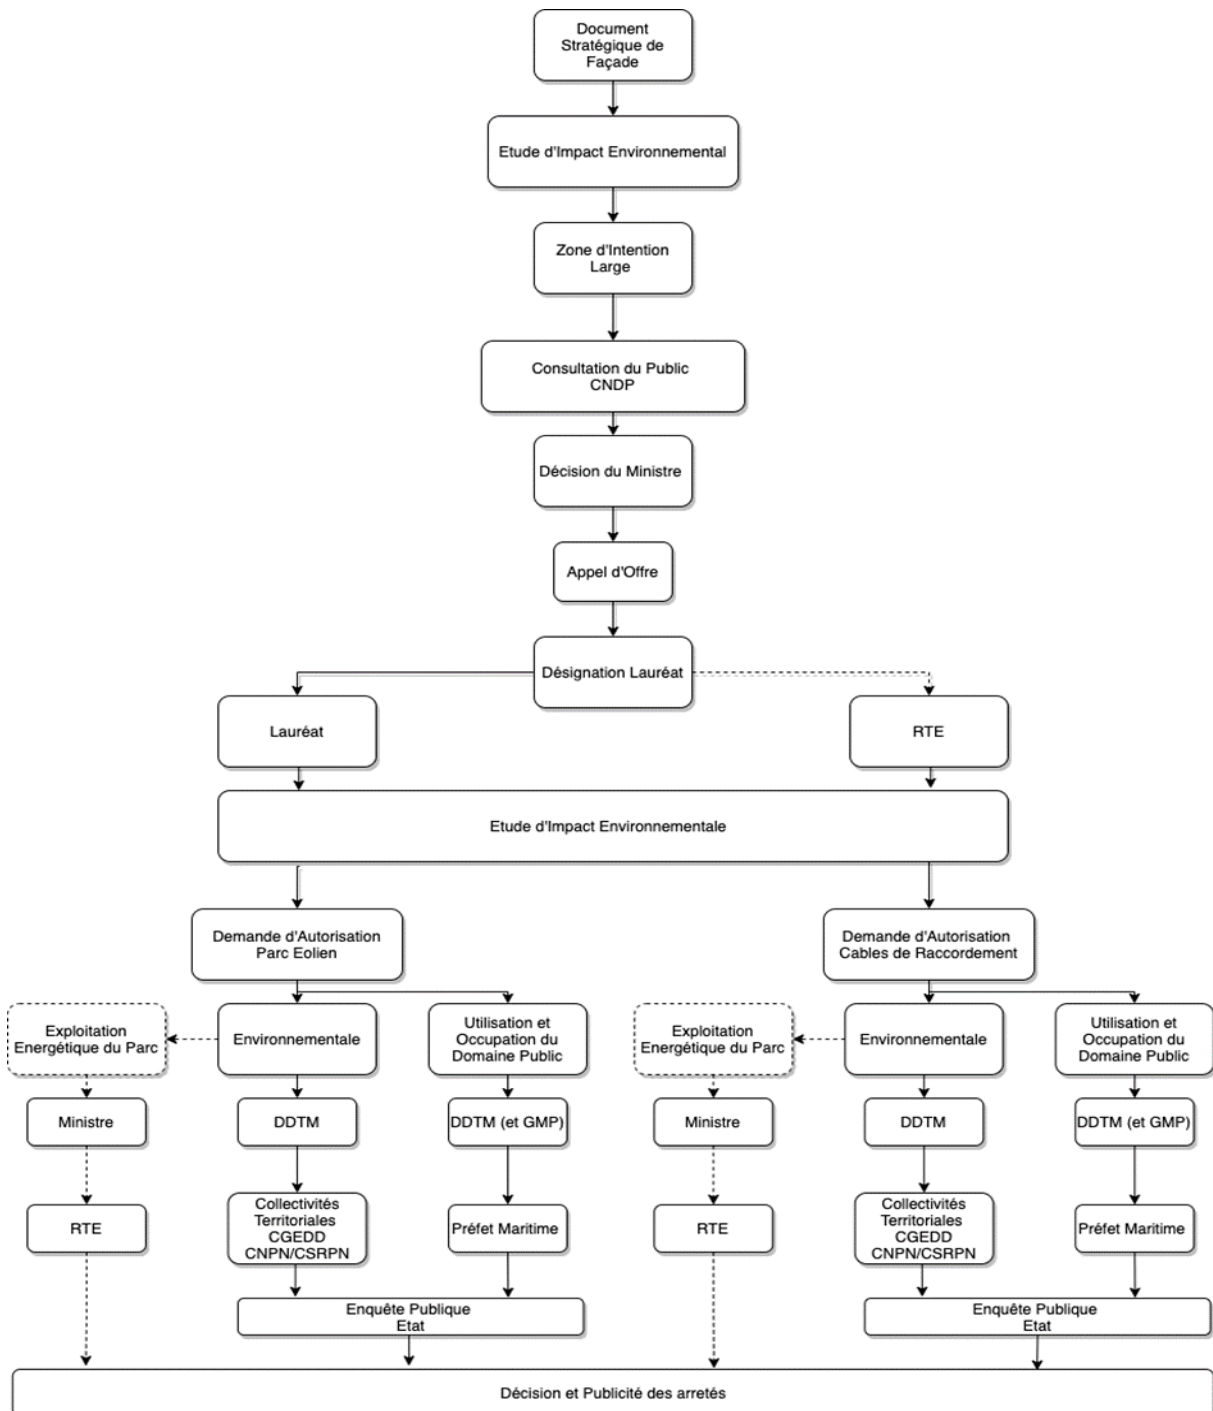 Document
Stratégique de
Façade
Etude d'Impact Environnemental
Zone d'Intention
Large
Consultation du Public
CNDP
Décision du Ministre
Appel d'Offre
Désignation Lauréat
Lauréat
RTE
Etude d'Impact Environnementale
Demande d'Autorisation
Parc Eolien
Demande d'Autorisation
Cables de Raccordement
Exploitation
Energétique du Parc
Environnementale
Utilisation et
Occupation du
Domaine Public
Exploitation
Energétique du Parc
Environnementale
Utilisation et
Occupation du
Domaine Public
Ministre
DDTM
DDTM (et GMP)
Ministre
DDTM
DDTM (et GMP)
RTE
Collectivités
Territoriales
CGEDD
CNPN/CSRPN
Préfet Maritime
RTE
Collectivités
Territoriales
CGEDD
CNPN/CSRPN
Préfet Maritime
Enquête Publique
Etat
Enquête Publique
Etat
Décision et Publicité des arretés